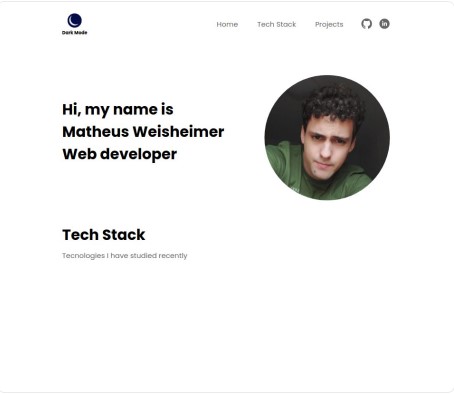 Dark Mode
Home Tech Stack Projects
Hi, my name is
Matheus Weisheimer
Web developer
Tech Stack
Tecnologies I have studied recently